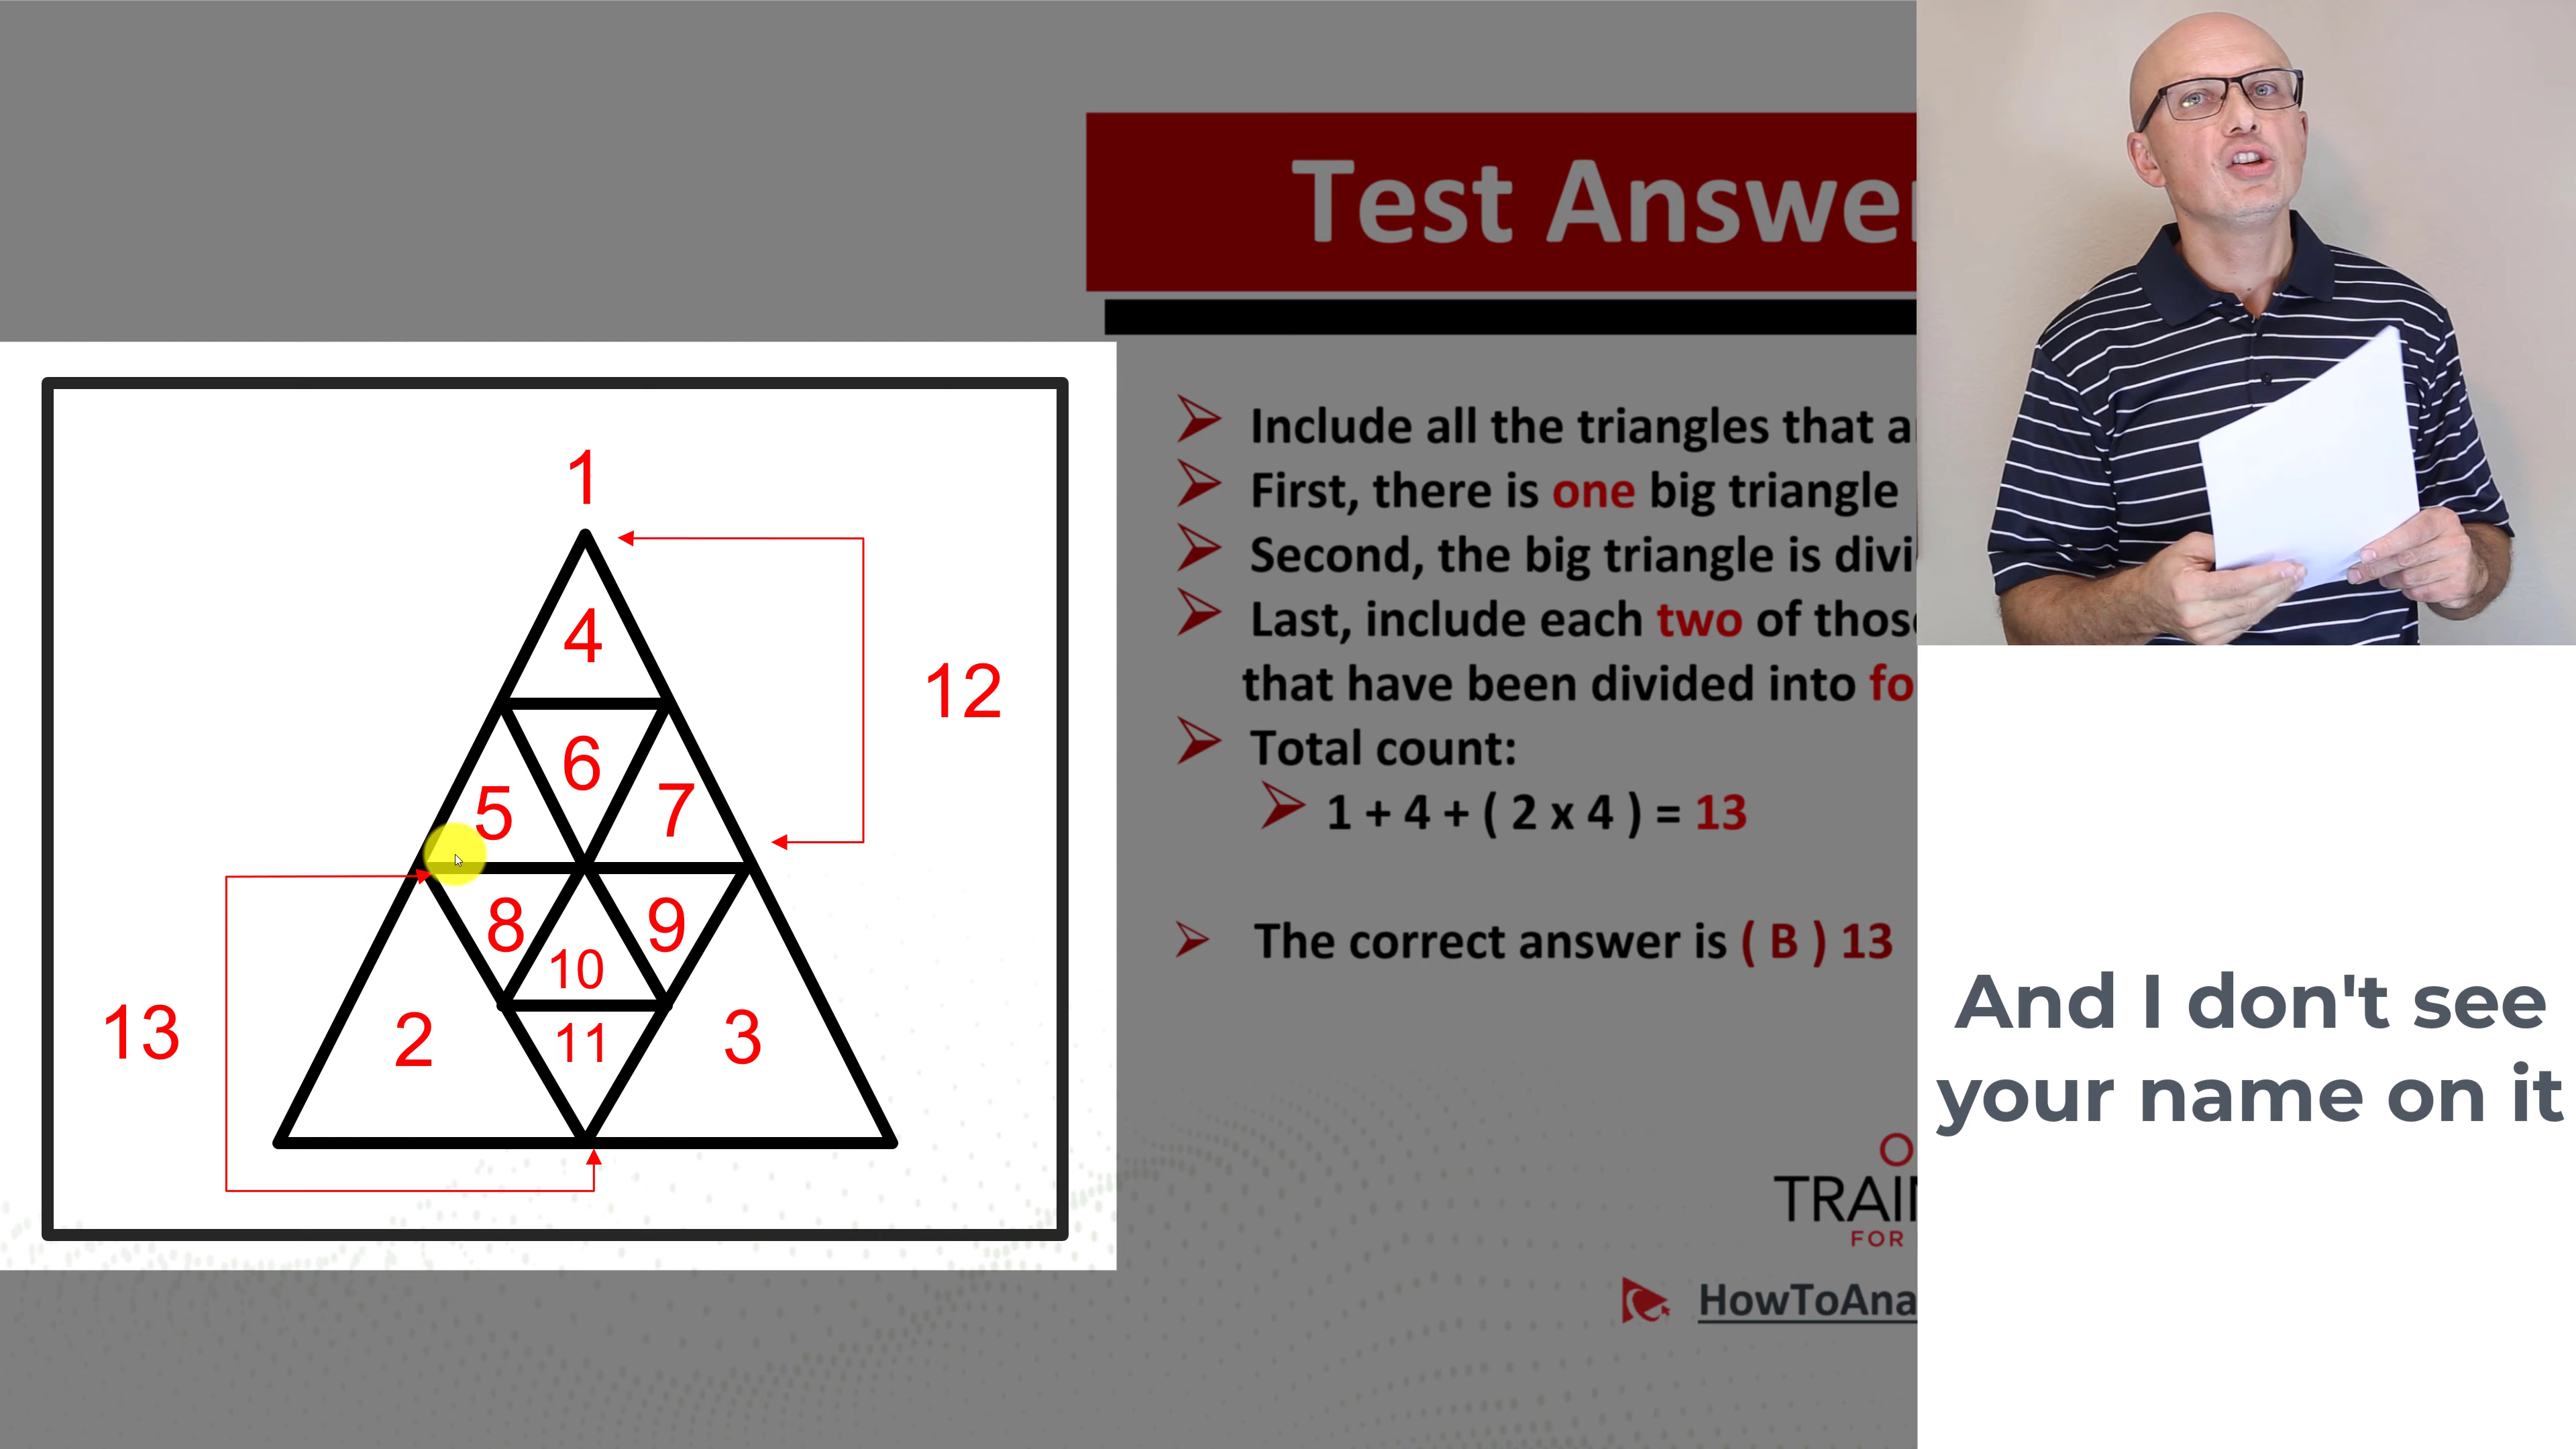 Test Answer
1
4
12
6
5
7
8
9
10
13
2
11
3
Include all the triangles that a
First, there is one big triangle
Second, the big triangle is divi
Last, include each two of thos
that have been divided into fo
Total count:
1 + 4 + ( 2 x 4 ) = 13
The correct answer is ( B ) 13
O
TRAIN
FOR
HowToAna
And I don't see
your name on it